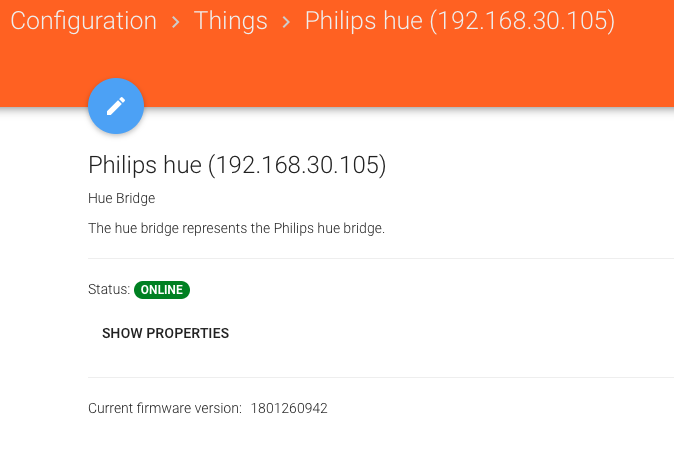 Configuration > Things > Philips hue (192.168.30.105)
Philips hue (192.168.30.105)
Hue Bridge
The hue bridge represents the Philips hue bridge.
Status: ONLINE
SHOW PROPERTIES
Current firmware version: 1801260942